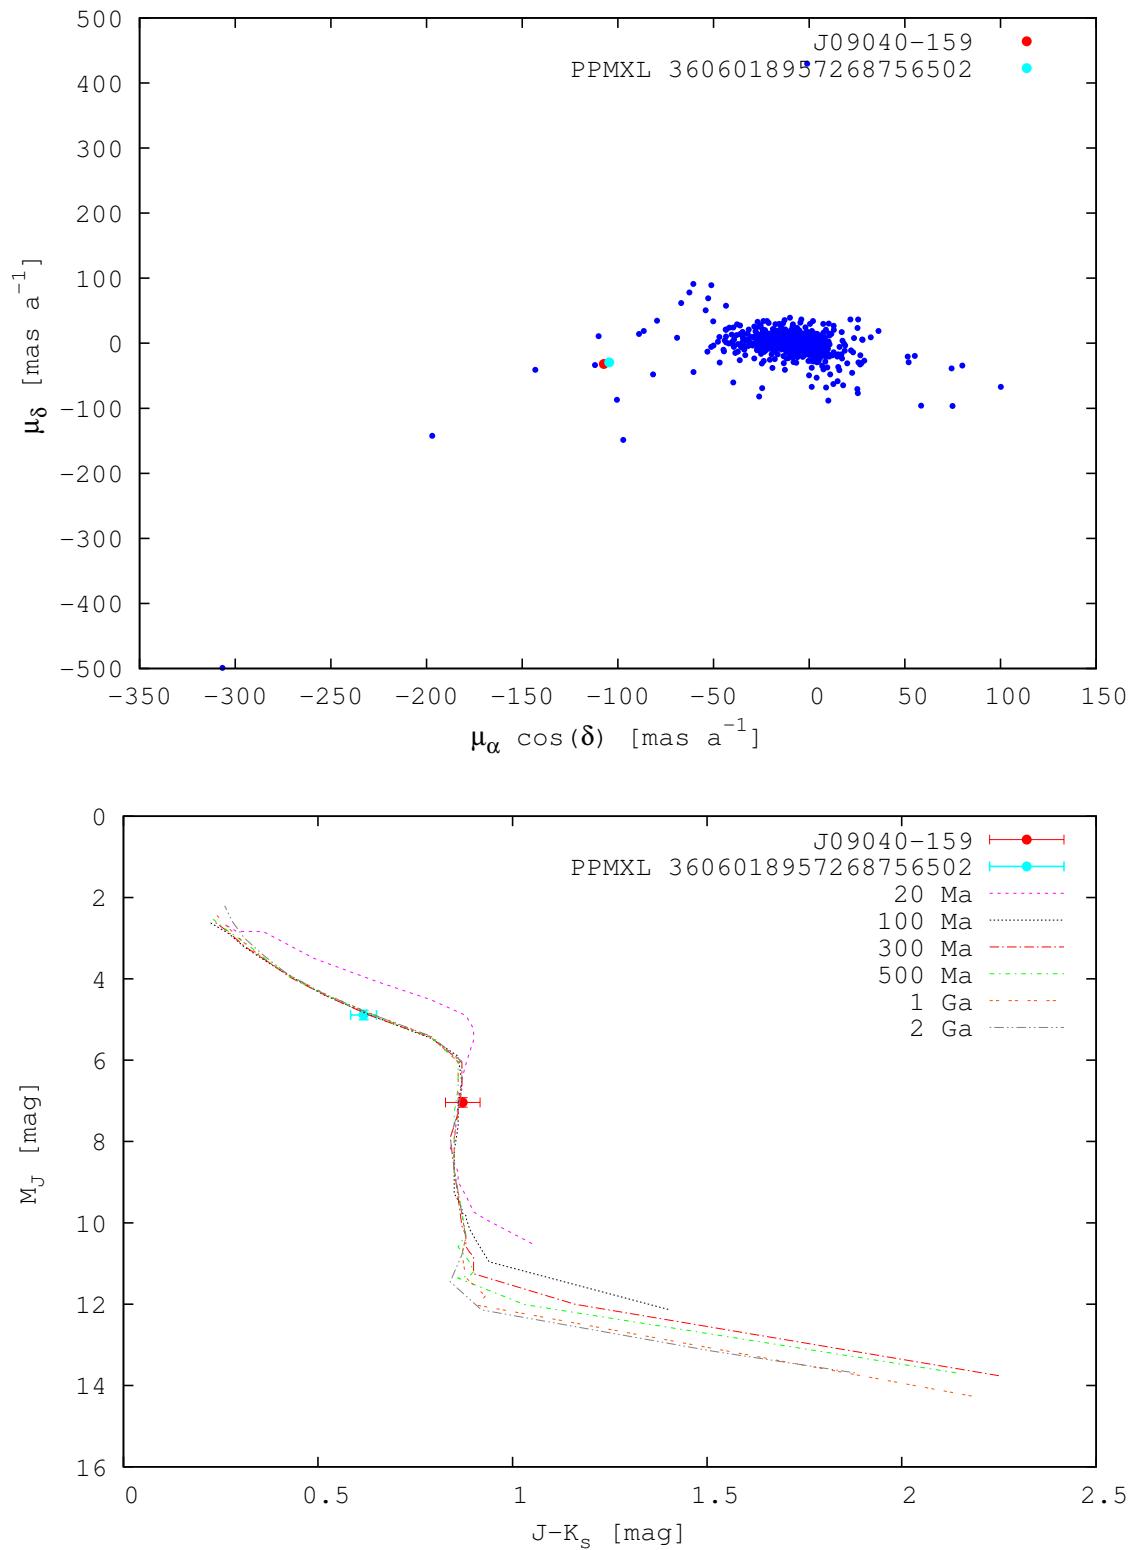 500
400
300
200
100
0
-100
-200
-300
-400
-500
-350 -300 -250 -200 -150 -100 -50 0 50 100 150
μδ [mas a⁻¹]
μα cos(δ) [mas a⁻¹]
J09040-159
PPMXL 3606018957268756502
0
2
4
6
8
10
12
14
16
0 0.5 1 1.5 2 2.5
MJ [mag]
J-Ks [mag]
J09040-159
PPMXL 3606018957268756502
20 Ma
100 Ma
300 Ma
500 Ma
1 Ga
2 Ga